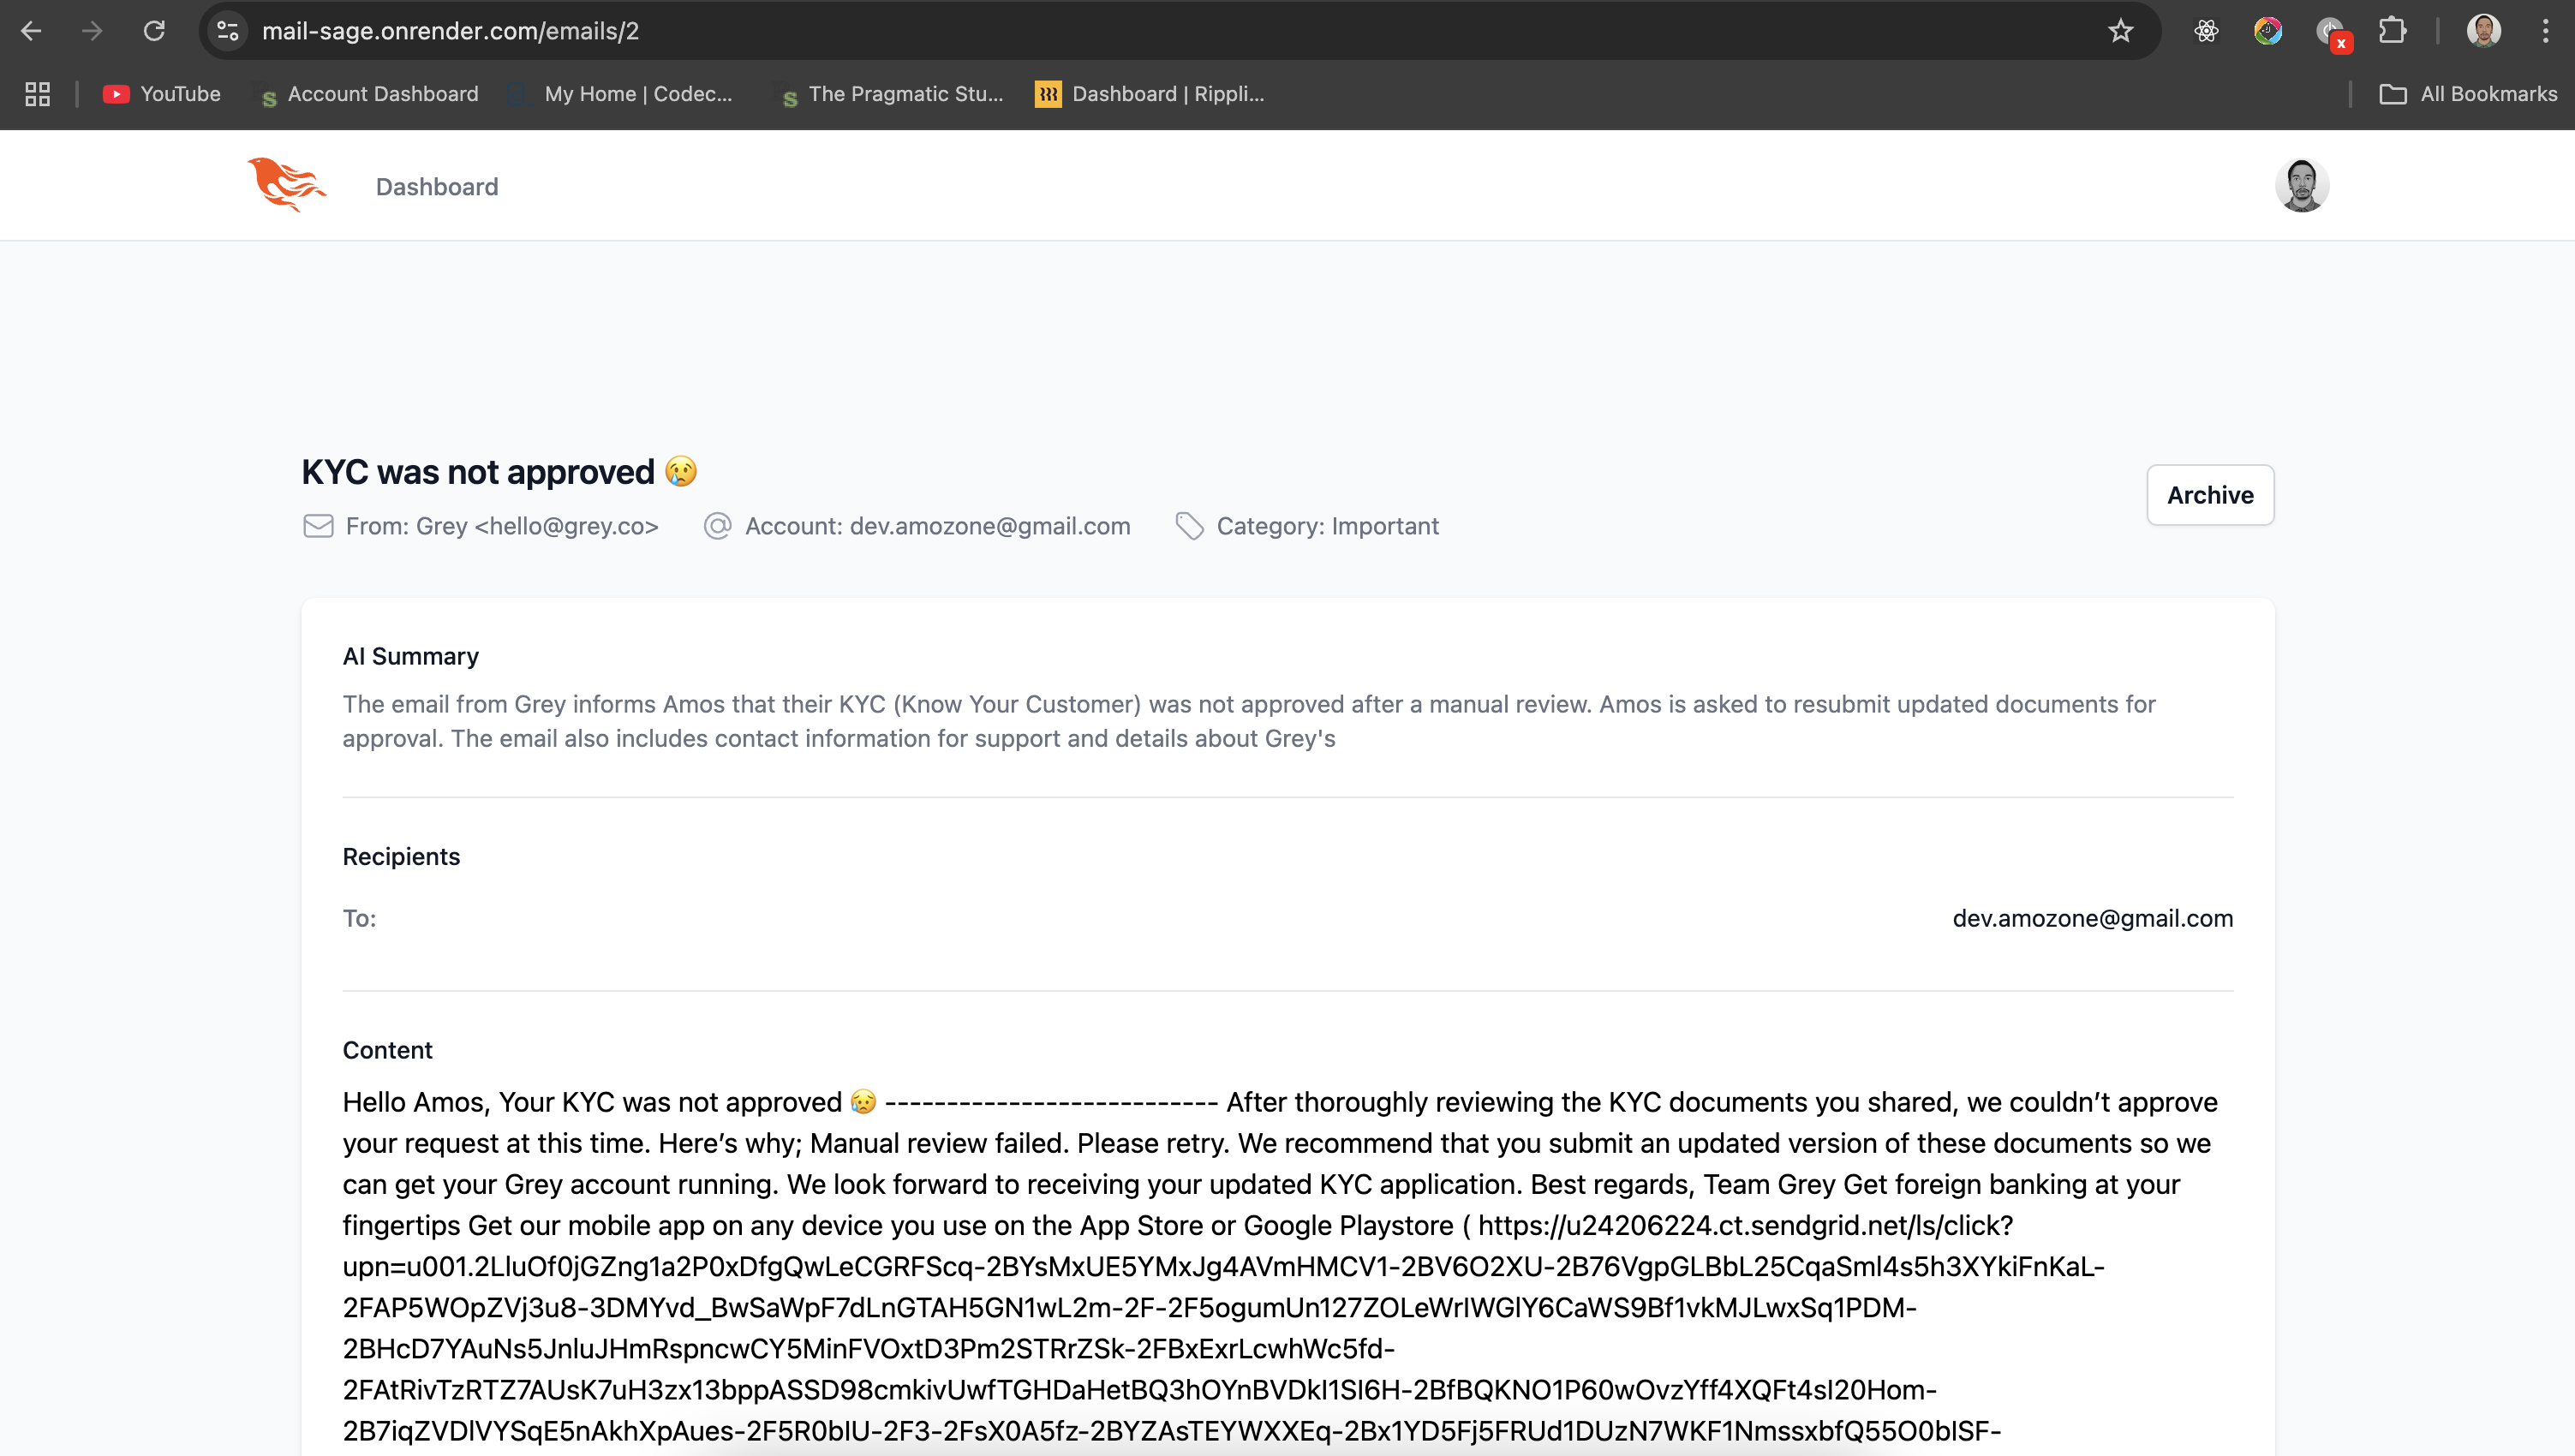 mail-sage.onrender.com/emails/2
x
YouTube
Account Dashboard
My Home | Codec...
The Pragmatic Stu...
Dashboard | Rippli...
All Bookmarks
Dashboard
KYC was not approved 😢
Archive
From: Grey <hello@grey.co>
Account: dev.amozone@gmail.com
Category: Important
AI Summary
The email from Grey informs Amos that their KYC (Know Your Customer) was not approved after a manual review. Amos is asked to resubmit updated documents for
approval. The email also includes contact information for support and details about Grey's
Recipients
To:
dev.amozone@gmail.com
Content
Hello Amos, Your KYC was not approved 😥 --------------------------- After thoroughly reviewing the KYC documents you shared, we couldn’t approve
your request at this time. Here’s why; Manual review failed. Please retry. We recommend that you submit an updated version of these documents so we
can get your Grey account running. We look forward to receiving your updated KYC application. Best regards, Team Grey Get foreign banking at your
fingertips Get our mobile app on any device you use on the App Store or Google Playstore ( https://u24206224.ct.sendgrid.net/ls/click?
upn=u001.2LluOf0jGZng1a2P0xDfgQwLeCGRFScq-2BYsMxUE5YMxJg4AVmHMCV1-2BV6O2XU-2B76VgpGLBbL25CqaSml4s5h3XYkiFnKaL-
2FAP5WOpZVj3u8-3DMYvd_BwSaWpF7dLnGTAH5GN1wL2m-2F-2F5ogumUn127ZOLeWrIWGlY6CaWS9Bf1vkMJLwxSq1PDM-
2BHcD7YAuNs5JnluJHmRspncwCY5MinFVOxtD3Pm2STRrZSk-2FBxExrLcwhWc5fd-
2FAtRivTzRTZ7AUsK7uH3zx13bppASSD98cmkivUwfTGHDaHetBQ3hOYnBVDkI1SI6H-2BfBQKNO1P60wOvzYff4XQFt4sI20Hom-
2B7iqZVDlVYSqE5nAkhXpAues-2F5R0bIU-2F3-2FsX0A5fz-2BYZAsTEYWXXEq-2Bx1YD5Fj5FRUd1DUzN7WKF1NmssxbfQ55O0bISF-